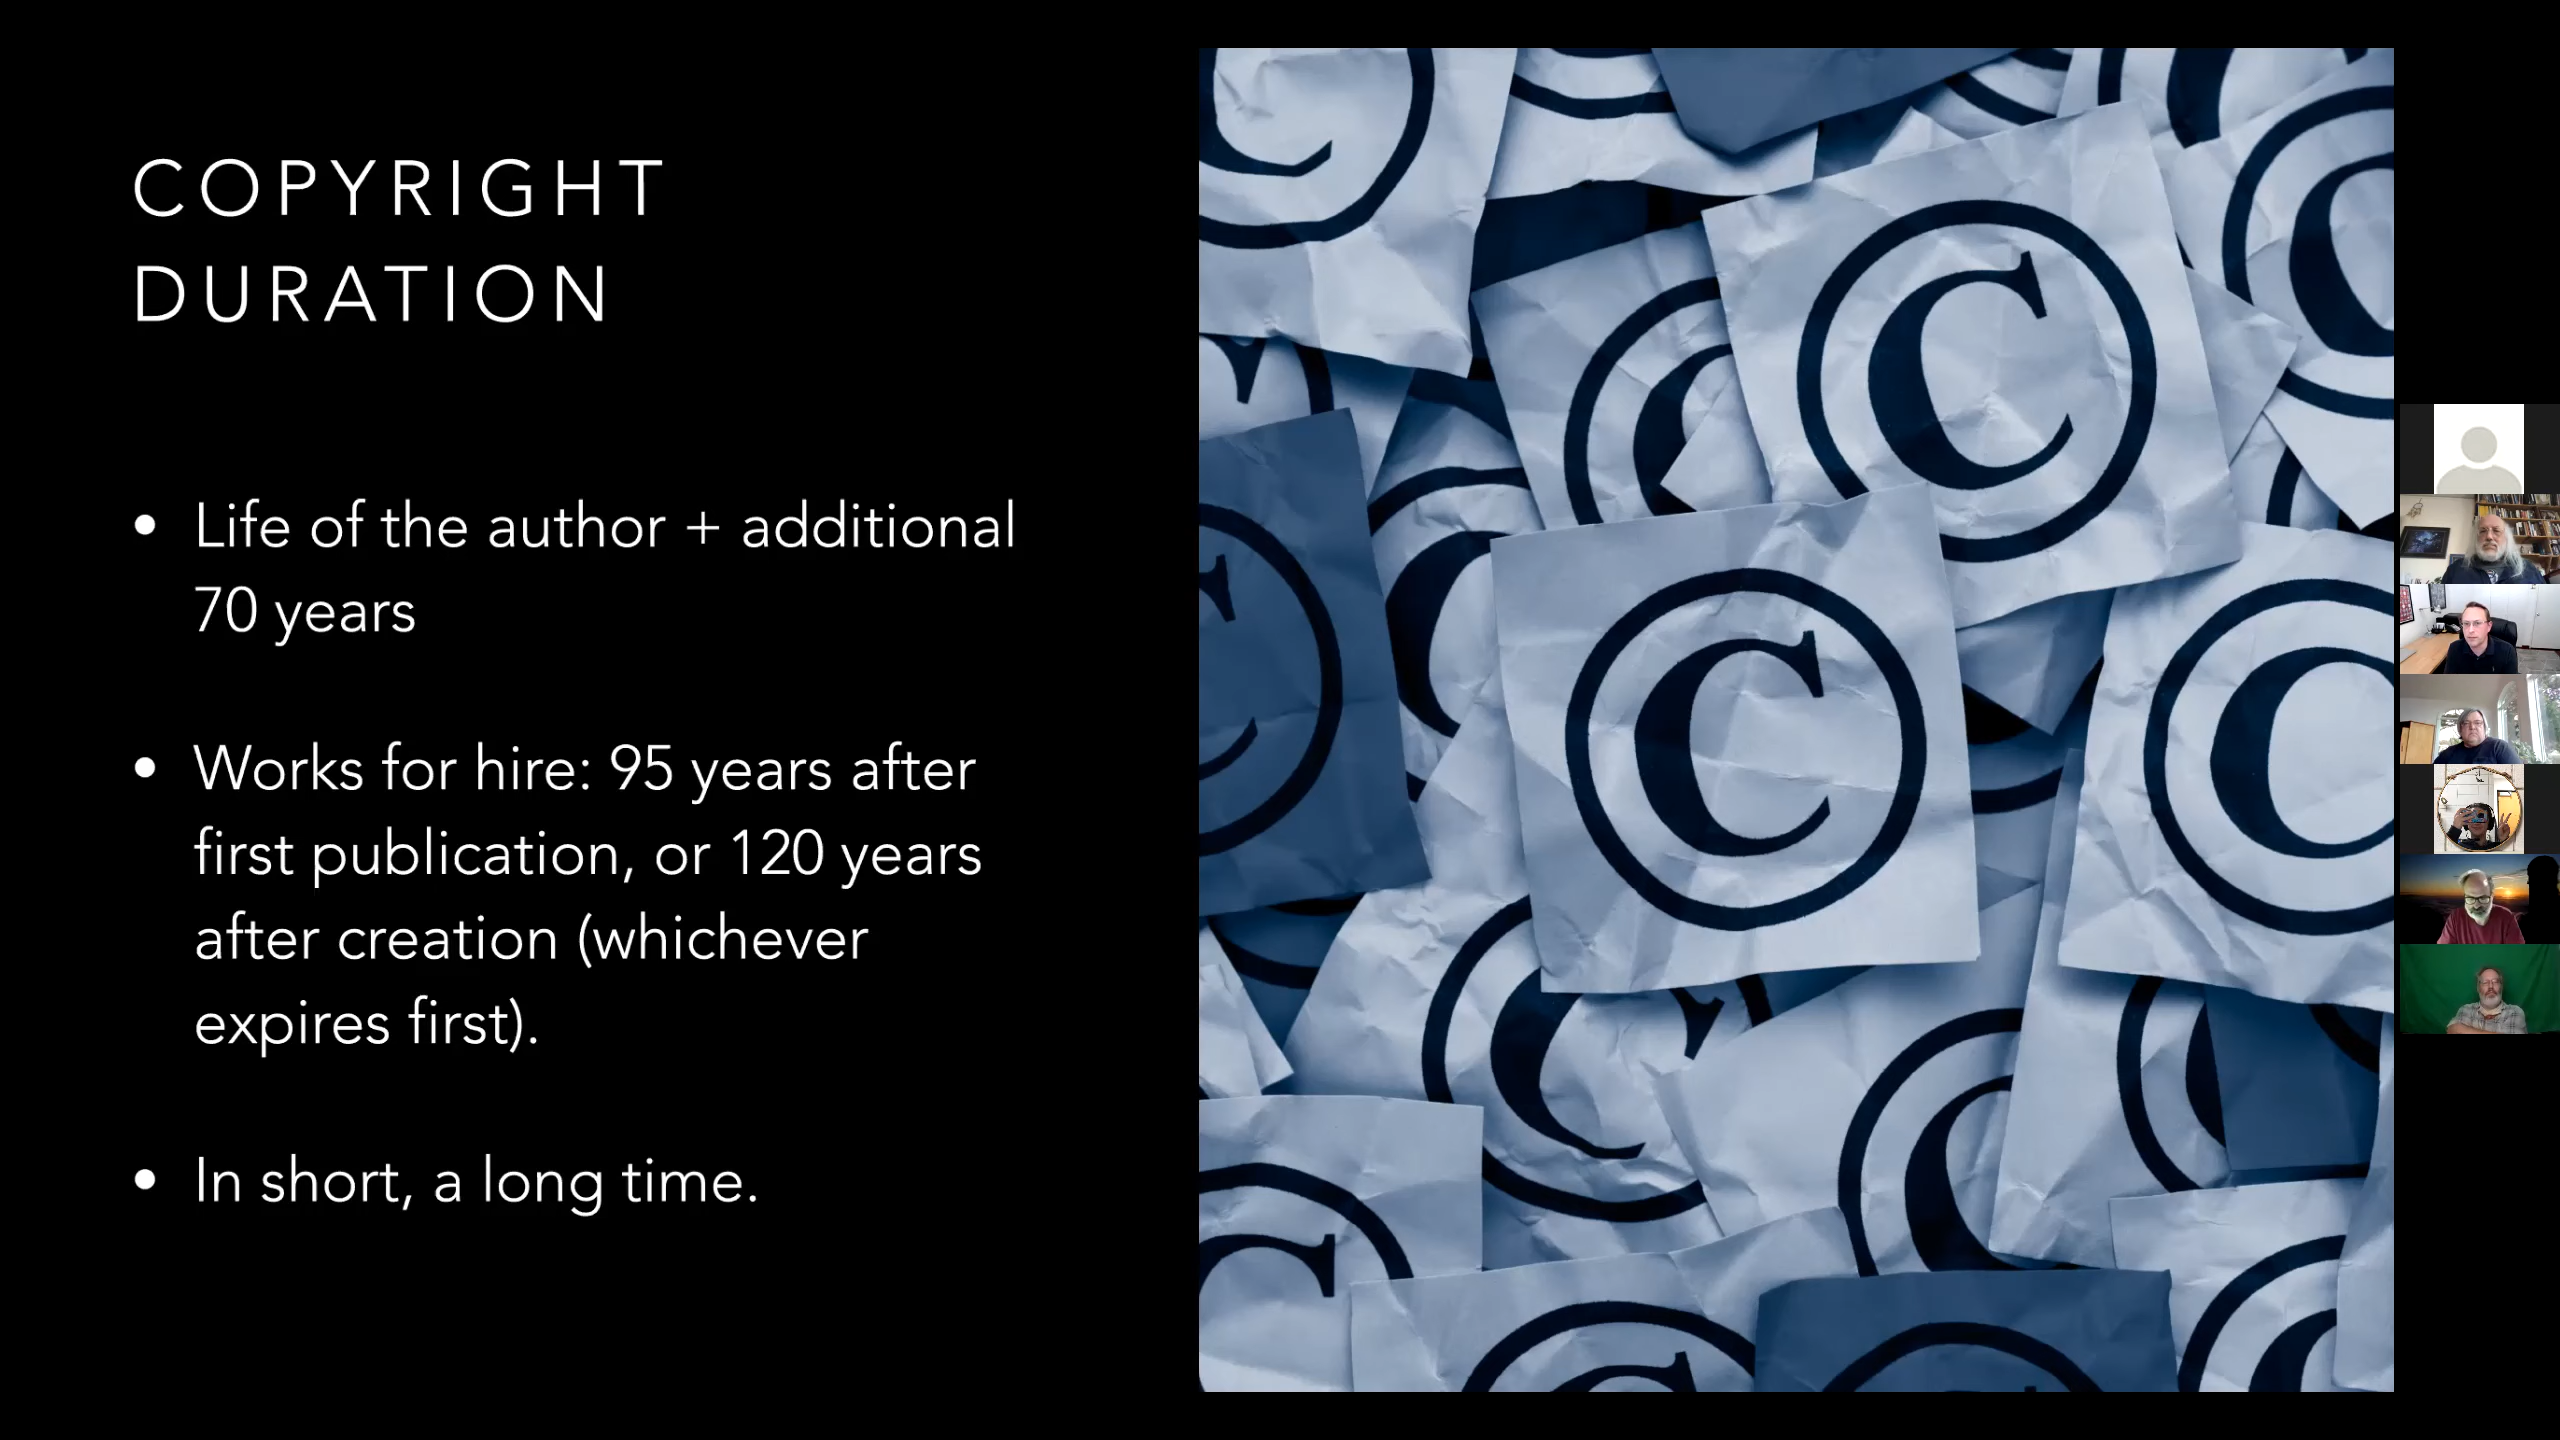 COPYRIGHT
DURATION
• Life of the author + additional
70 years
• Works for hire: 95 years after
first publication, or 120 years
after creation (whichever
expires first).
• In short, a long time.